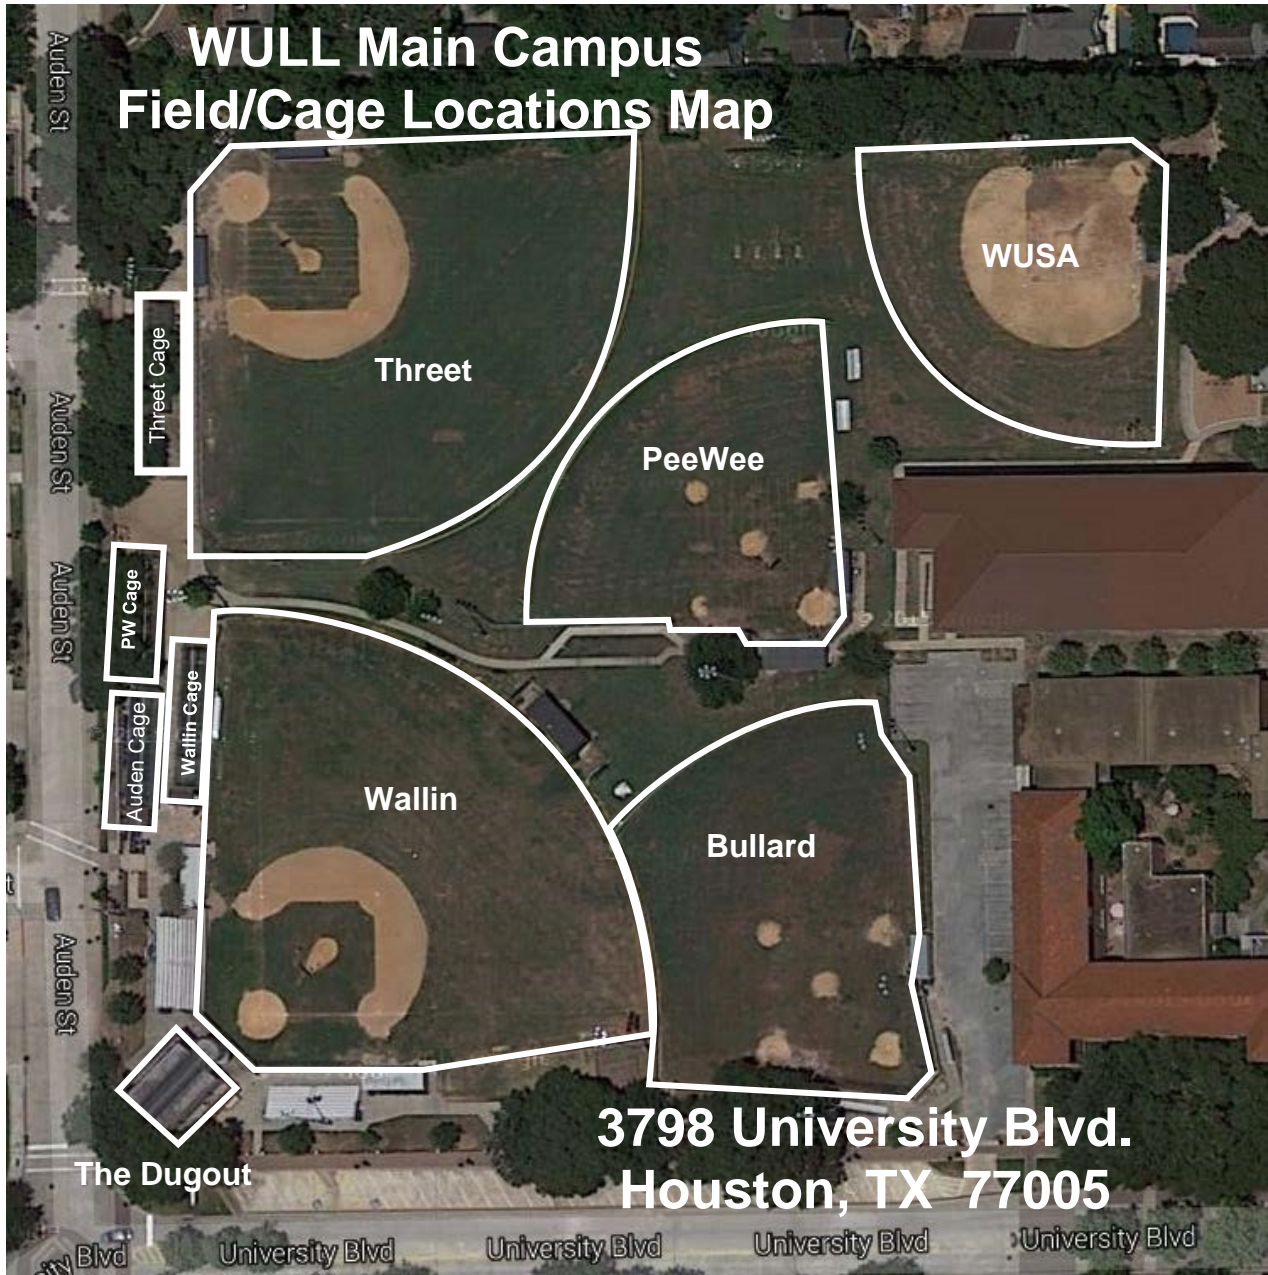 WULL Main Campus
Field/Cage Locations Map
Auden St
WUSA
Threet Cage
Threet
Auden St
PeeWee
Auden St
PW Cage
Wallin Cage
Auden Cage
Wallin
Bullard
Auden St
3798 University Blvd.
The Dugout
Houston, TX 77005
Blvd
University Blvd
University Blvd
University Blvd
University Blvd